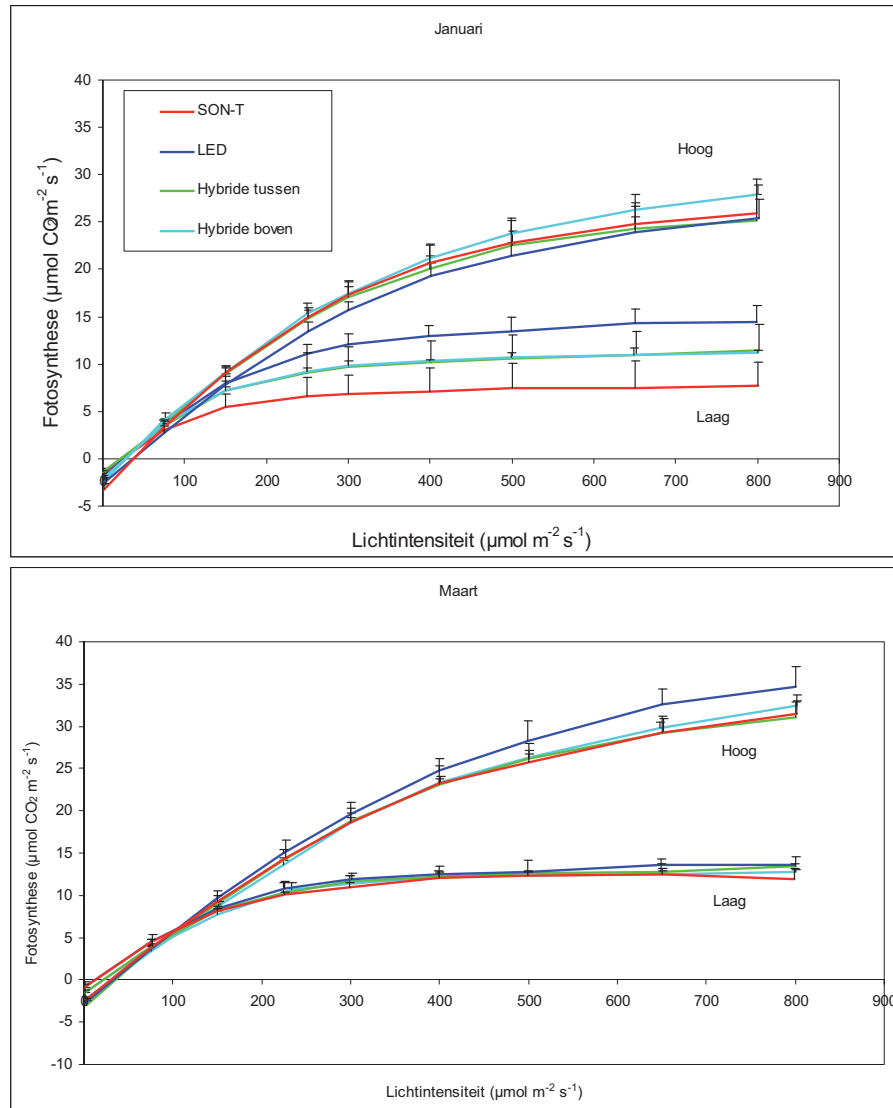 Januari
40
35
30
25
20
15
10
5
0
-5
Fotosynthese (µmol CO2m-2 s-1)
SON-T
LED
Hybride tussen
Hybride boven
Hoog
Laag
0 100 200 300 400 500 600 700 800 900
Lichtintensiteit (µmol m-2 s-1)
Maart
40
35
30
25
20
15
10
5
0
-5
-10
Fotosynthese (µmol CO2 m-2 s-1)
Hoog
Laag
0 100 200 300 400 500 600 700 800 900
Lichtintensiteit (µmol m-2 s-1)